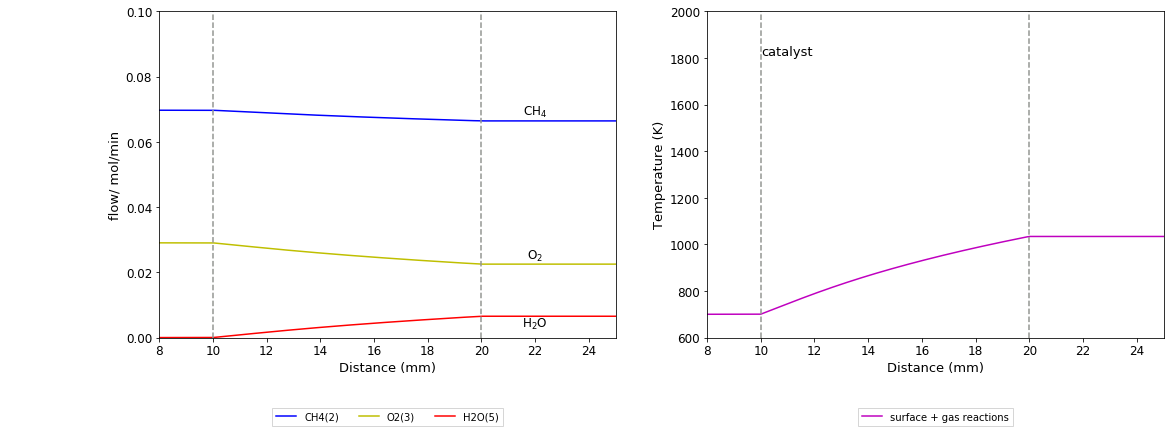 0.10
0.08
0.06
0.04
0.02
0.00
flow/ mol/min
CH₄
O₂
H₂O
8 10 12 14 16 18 20 22 24
Distance (mm)
CH4(2) O2(3) H2O(5)
2000
1800
1600
1400
1200
1000
800
600
Temperature (K)
catalyst
8 10 12 14 16 18 20 22 24
Distance (mm)
surface + gas reactions